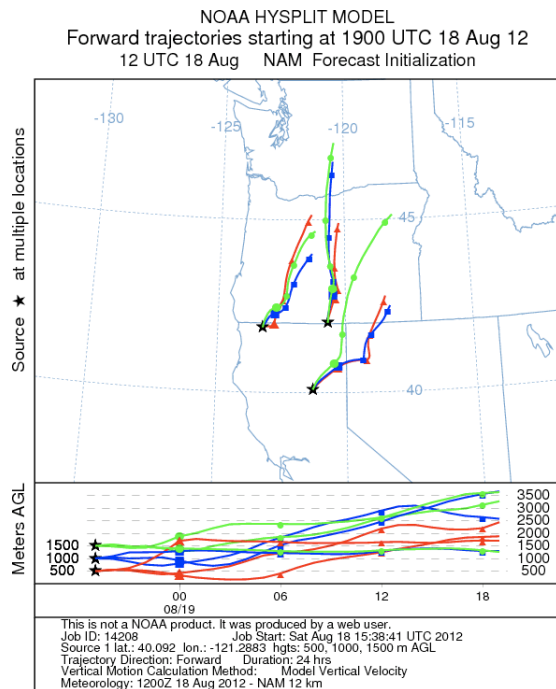 NOAA HYSPLIT MODEL
Forward trajectories starting at 1900 UTC 18 Aug 12
12 UTC 18 Aug NAM Forecast Initialization
Source ★ at multiple locations
-130
-125
-120
-115
45
40
Meters AGL
1500
1000
500
3500
3000
2500
2000
1500
1000
500
00
06
12
18
08/19
This is not a NOAA product. It was produced by a web user.
Job ID: 14208 Job Start: Sat Aug 18 15:38:41 UTC 2012
Source 1 lat.: 40.092 lon.: -121.2883 hgts: 500, 1000, 1500 m AGL
Trajectory Direction: Forward Duration: 24 hrs
Vertical Motion Calculation Method: Model Vertical Velocity
Meteorology: 1200Z 18 Aug 2012 - NAM 12 km